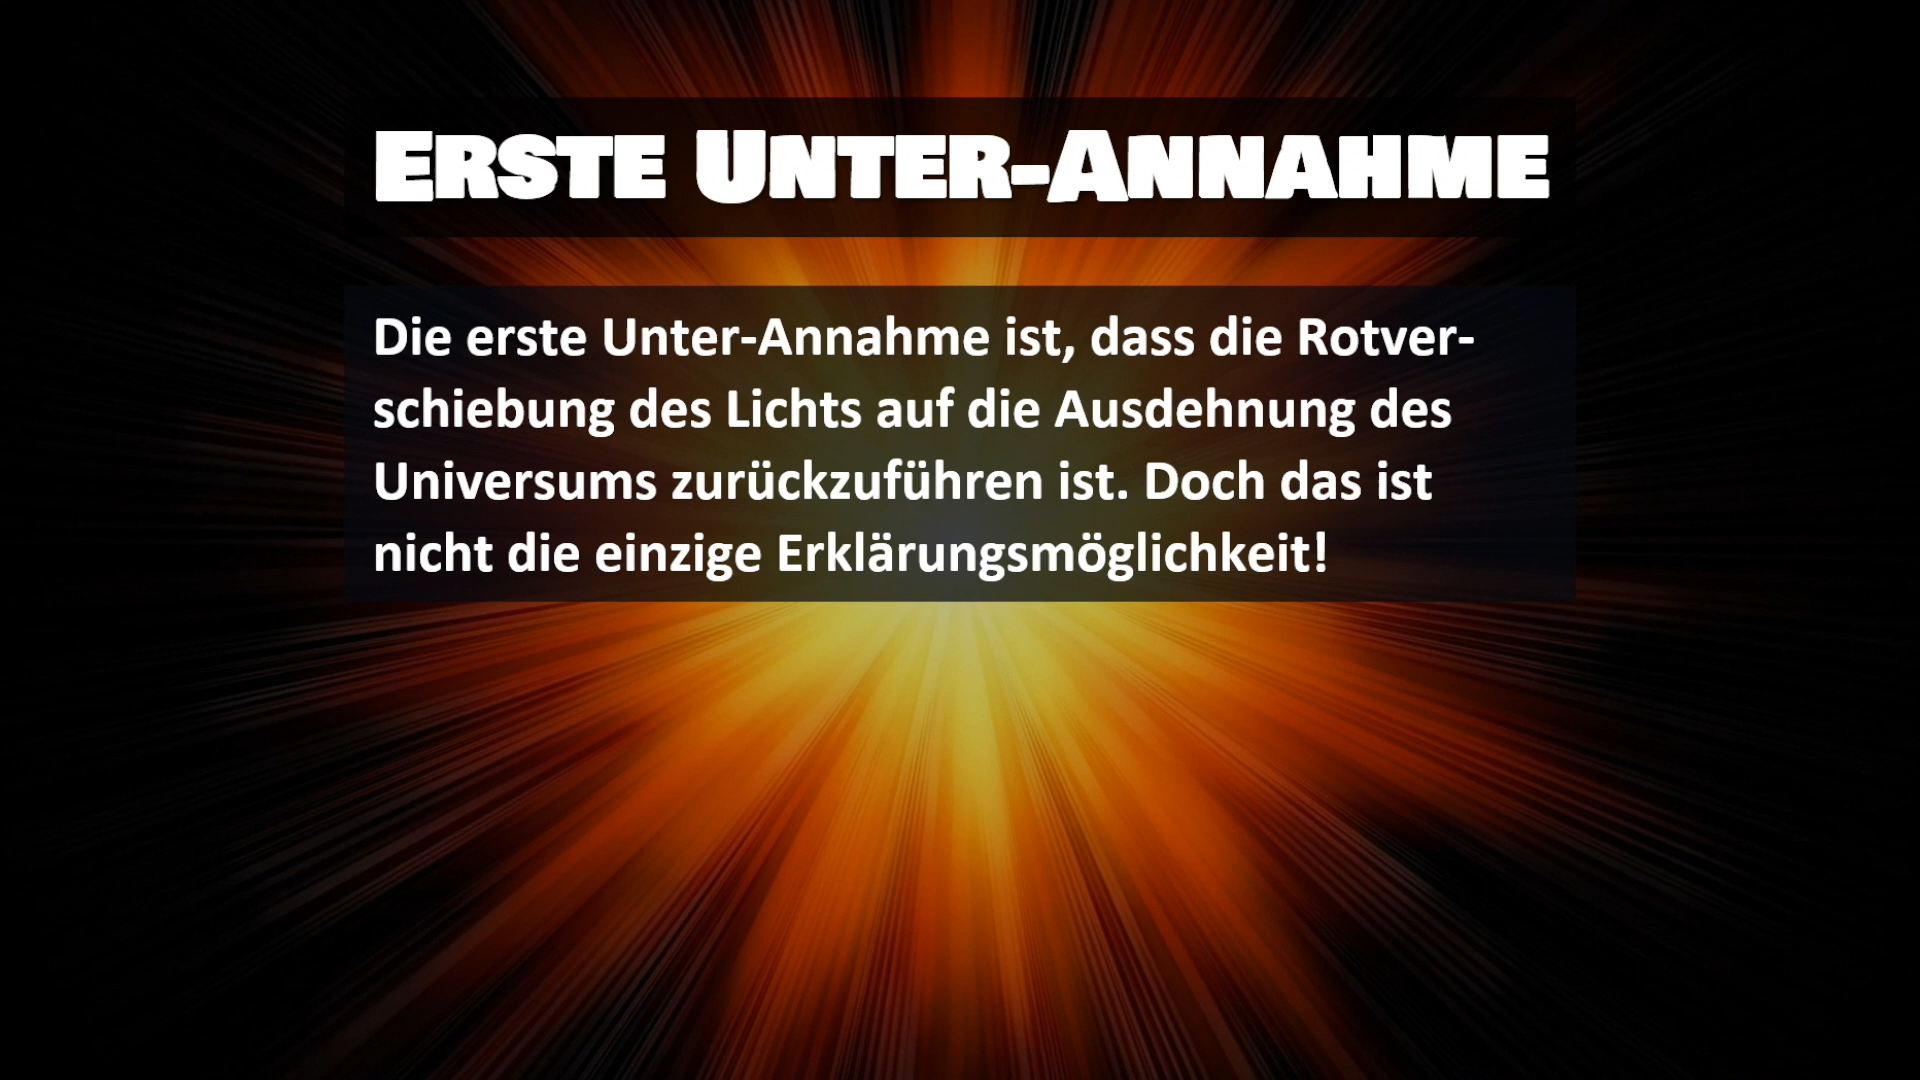 Erste Unter-Annahme
Die erste Unter-Annahme ist, dass die Rotver-
schiebung des Lichts auf die Ausdehnung des
Universums zurückzuführen ist. Doch das ist
nicht die einzige Erklärungsmöglichkeit!